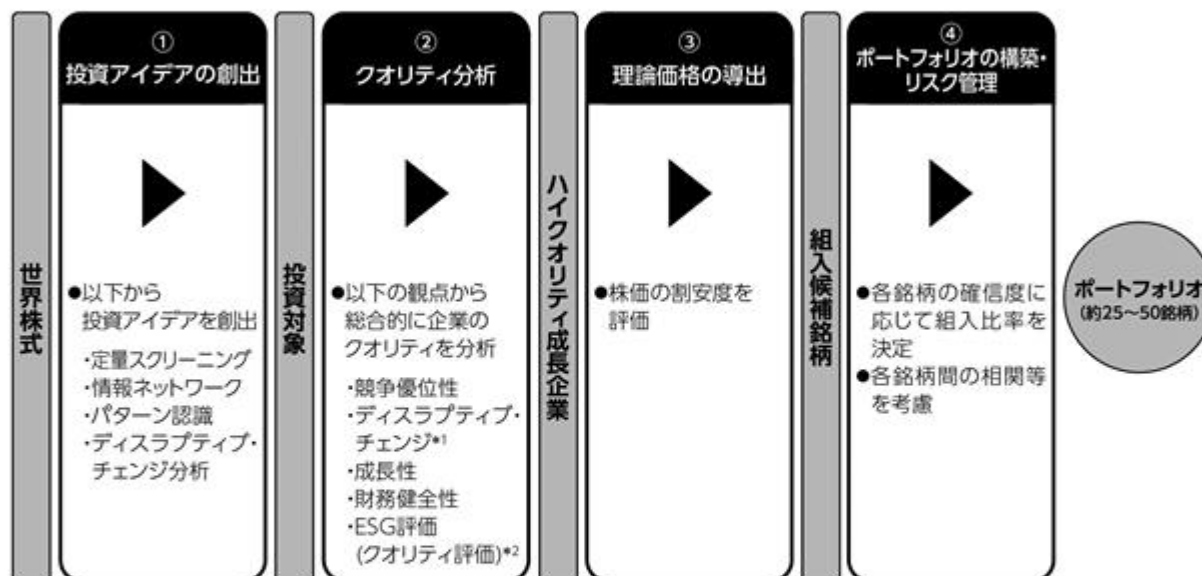 世界株式
①
投資アイデアの創出
●以下から
投資アイデアを創出
・定量スクリーニング
・情報ネットワーク
・パターン認識
・ディスラプティブ・
チェンジ分析
投資対象
②
クオリティ分析
●以下の観点から
総合的に企業の
クオリティを分析
・競争優位性
・ディスラプティブ・
チェンジ*1
・成長性
・財務健全性
・ESG評価
(クオリティ評価)*2
ハイクオリティ成長企業
③
理論価格の導出
●株価の割安度を
評価
組入候補銘柄
④
ポートフォリオの構築・
リスク管理
●各銘柄の確信度に
応じて組入比率を
決定
●各銘柄間の相関等
を考慮
ポートフォリオ
(約25～50銘柄)